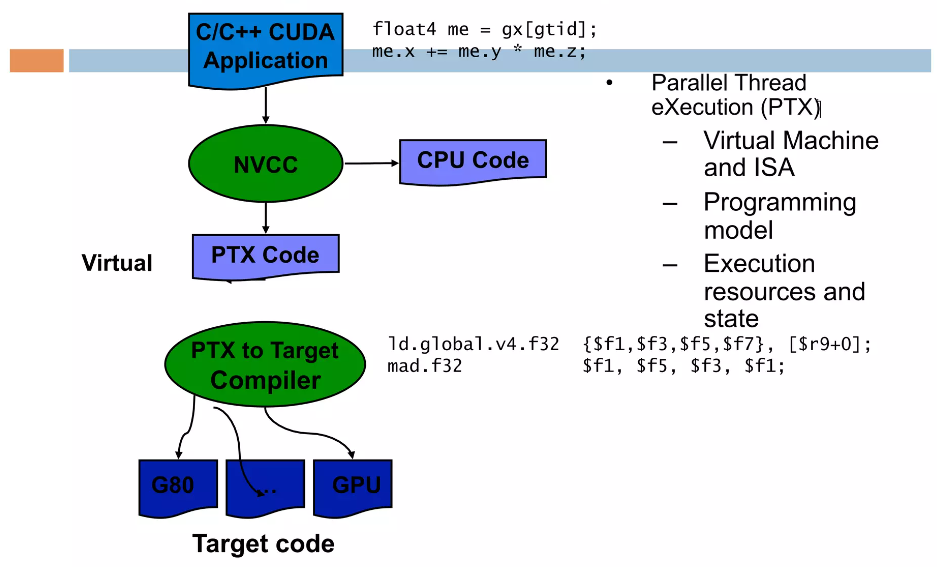 C/C++ CUDA
Application
float4 me = gx[gtid];
me.x += me.y * me.z;
• Parallel Thread
eXecution (PTX)
– Virtual Machine
and ISA
– Programming
model
– Execution
resources and
state
NVCC
CPU Code
Virtual
PTX Code
PTX to Target
Compiler
ld.global.v4.f32 {$f1,$f3,$f5,$f7}, [$r9+0];
mad.f32 $f1, $f5, $f3, $f1;
G80
..
GPU
Target code